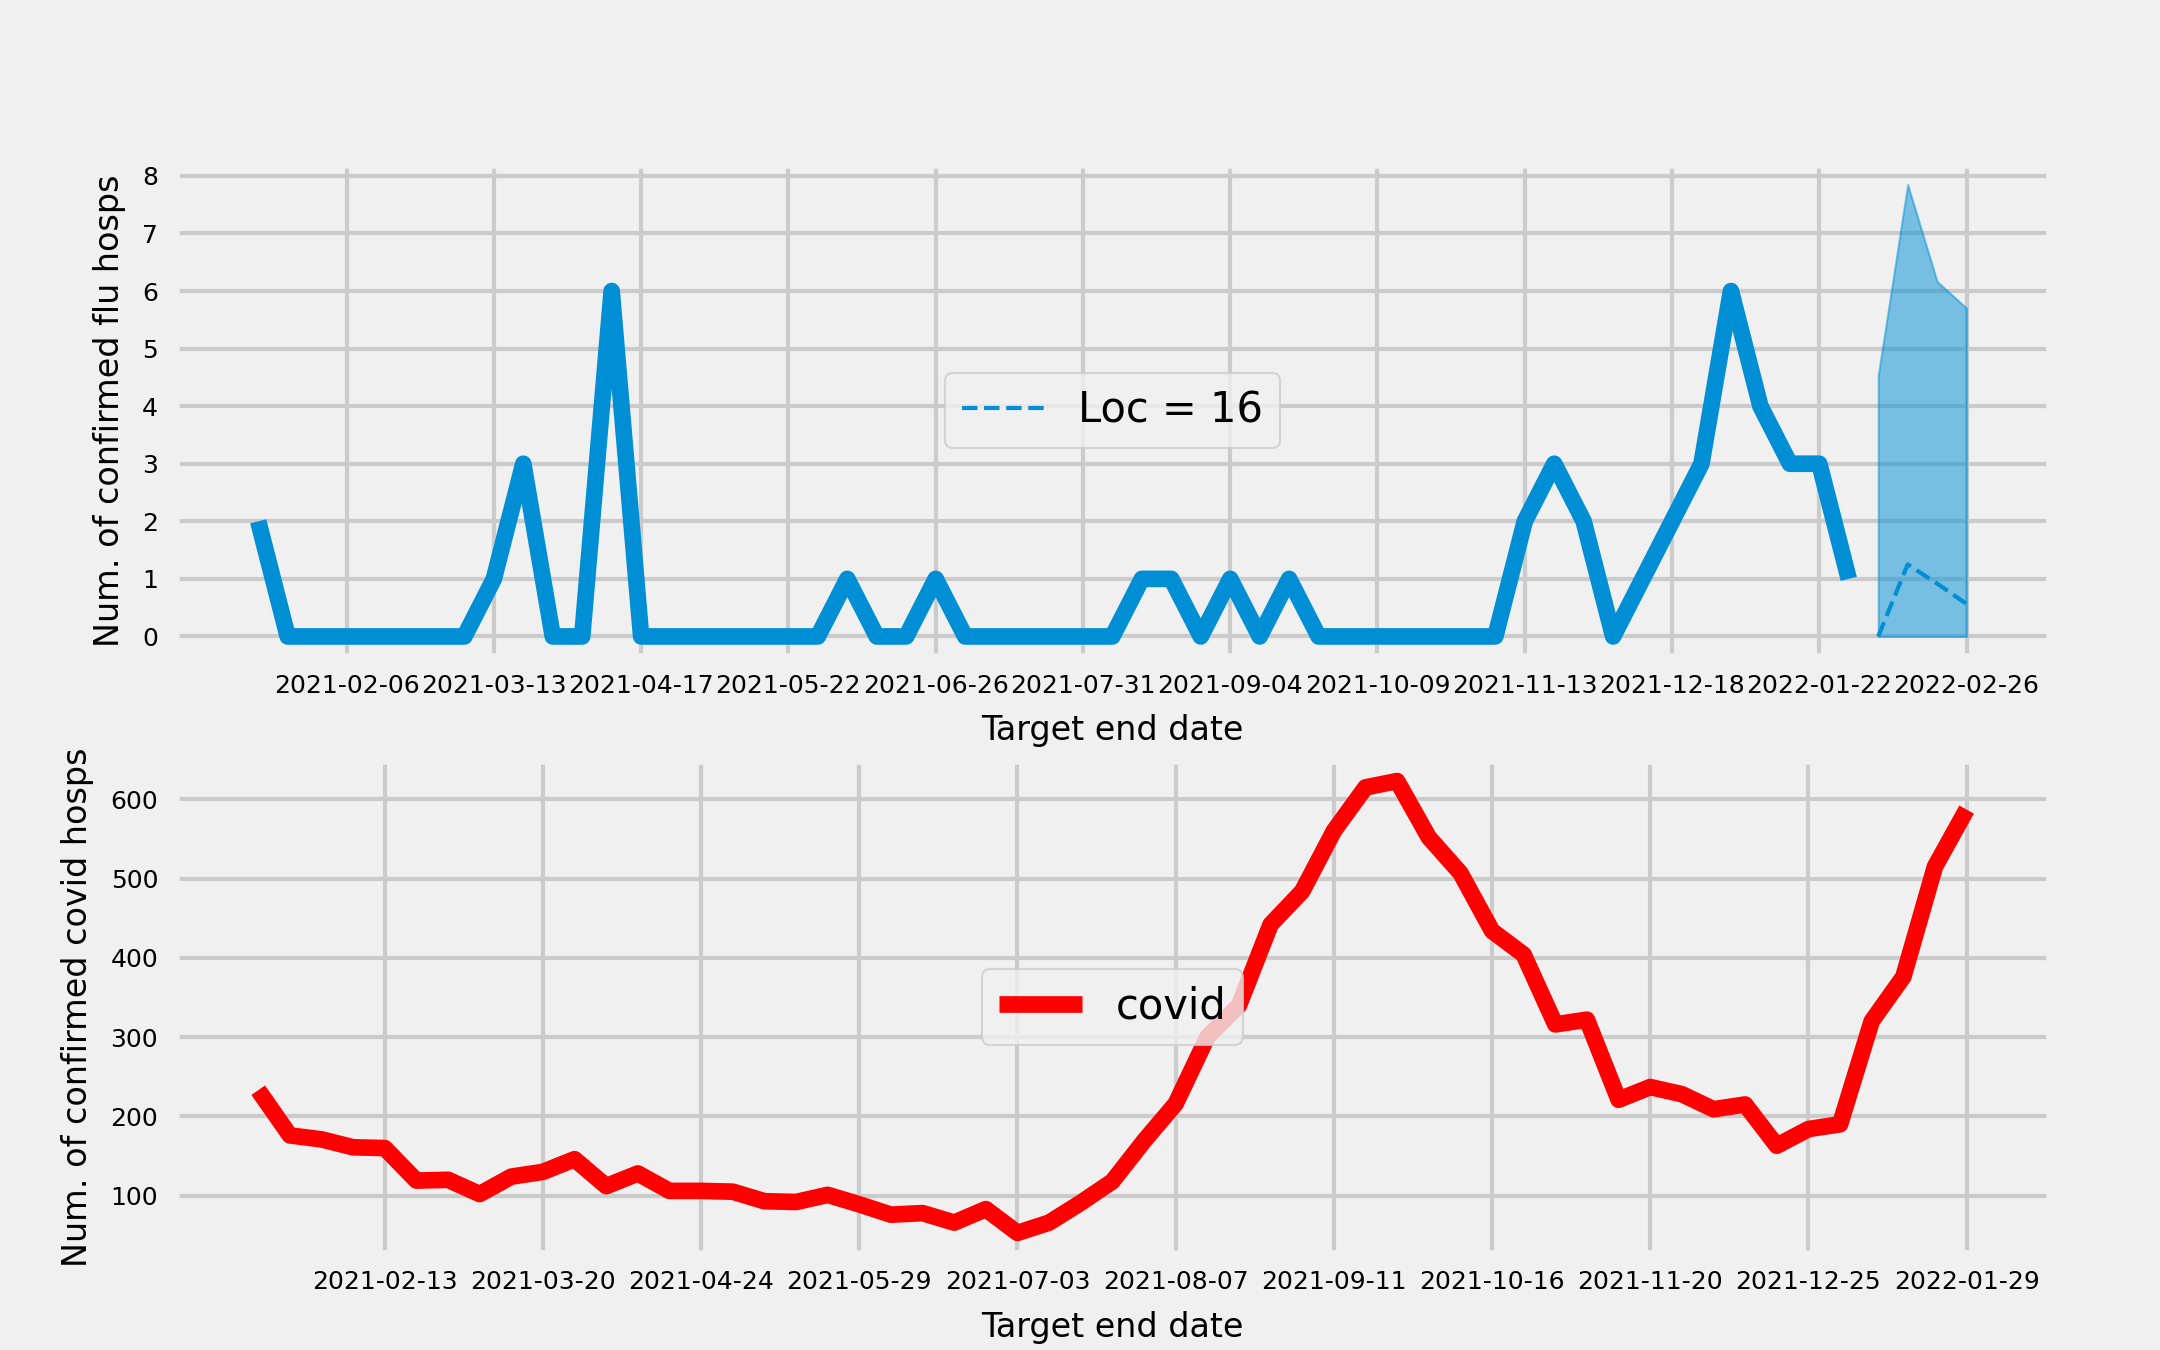 Num. of confirmed flu hosps
8
7
6
5
4
3
2
1
0
Loc = 16
2021-02-06 2021-03-13 2021-04-17 2021-05-22 2021-06-26 2021-07-31 2021-09-04 2021-10-09 2021-11-13 2021-12-18 2022-01-22 2022-02-26
Target end date
Num. of confirmed covid hosps
600
500
400
300
200
100
covid
2021-02-13 2021-03-20 2021-04-24 2021-05-29 2021-07-03 2021-08-07 2021-09-11 2021-10-16 2021-11-20 2021-12-25 2022-01-29
Target end date